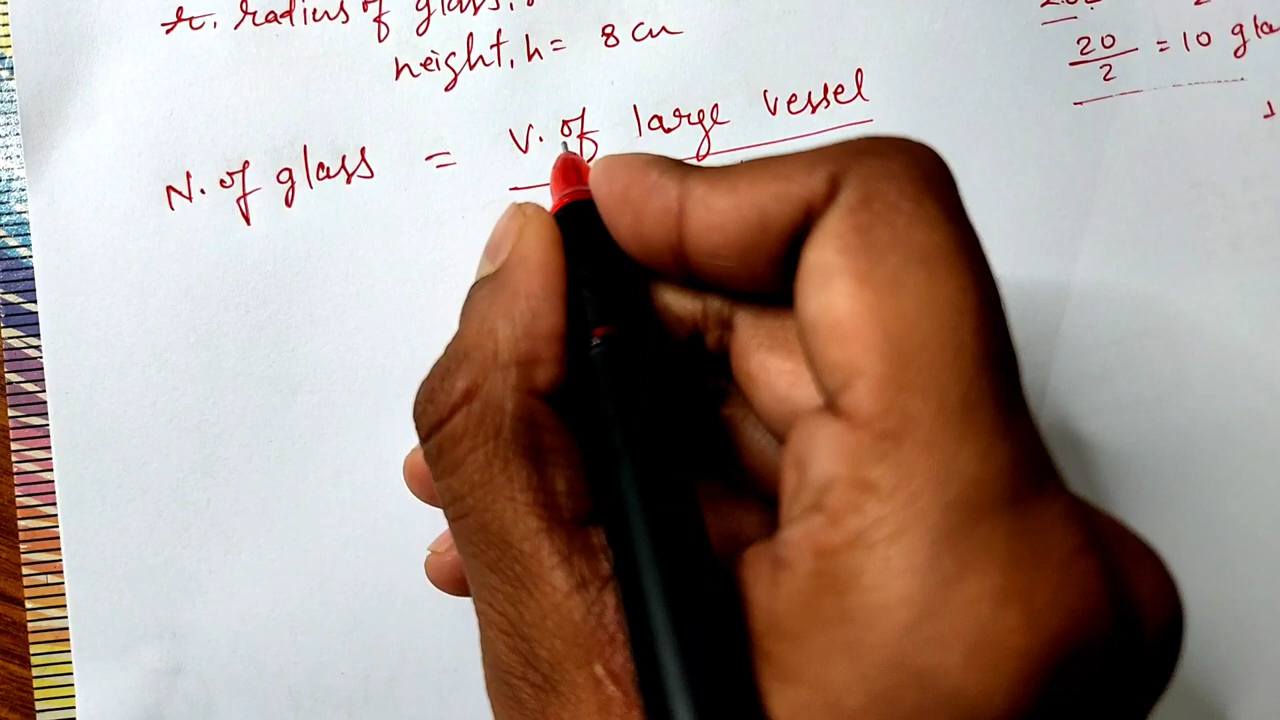 r. radius of glass,
height, h = 8 cm
N. of glass = V. of large vessel
20/2 = 10 gla